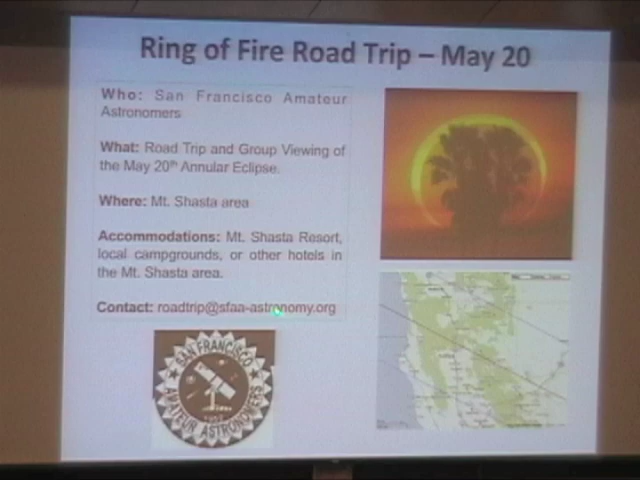 Ring of Fire Road Trip – May 20
Who: San Francisco Amateur
Astronomers
What: Road Trip and Group Viewing of
the May 20th Annular Eclipse.
Where: Mt. Shasta area
Accommodations: Mt. Shasta Resort,
local campgrounds, or other hotels in
the Mt. Shasta area.
Contact: roadtrip@sfaa-astronomy.org
SAN FRANCISCO
AMATEUR ASTRONOMERS